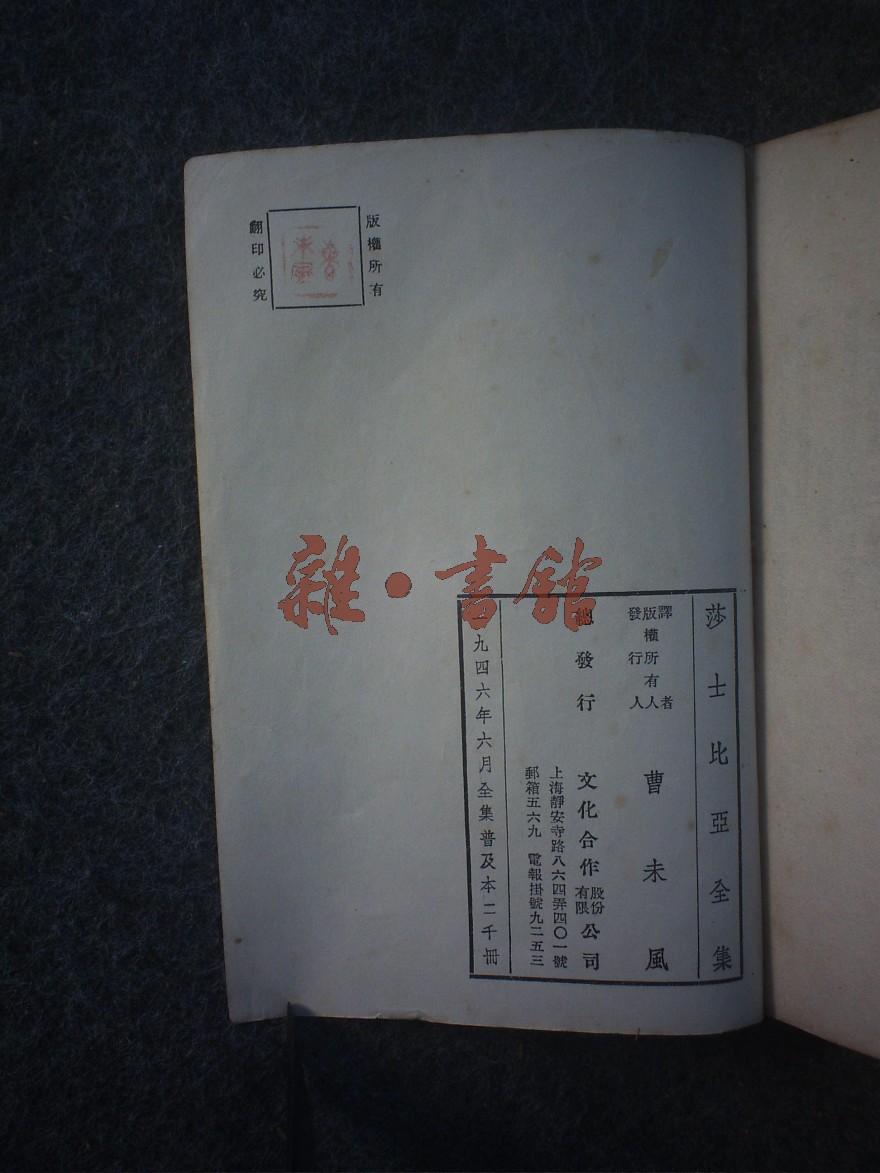 版權所有
翻印必究
雜·書館
莎士比亞全集
譯者
版權所有人
發行人
曹未風
總發行 文化合作股份有限公司
上海靜安寺路八六四弄四〇一號
郵箱五六九 電報掛號九二五三
一九四六年六月全集普及本二千冊